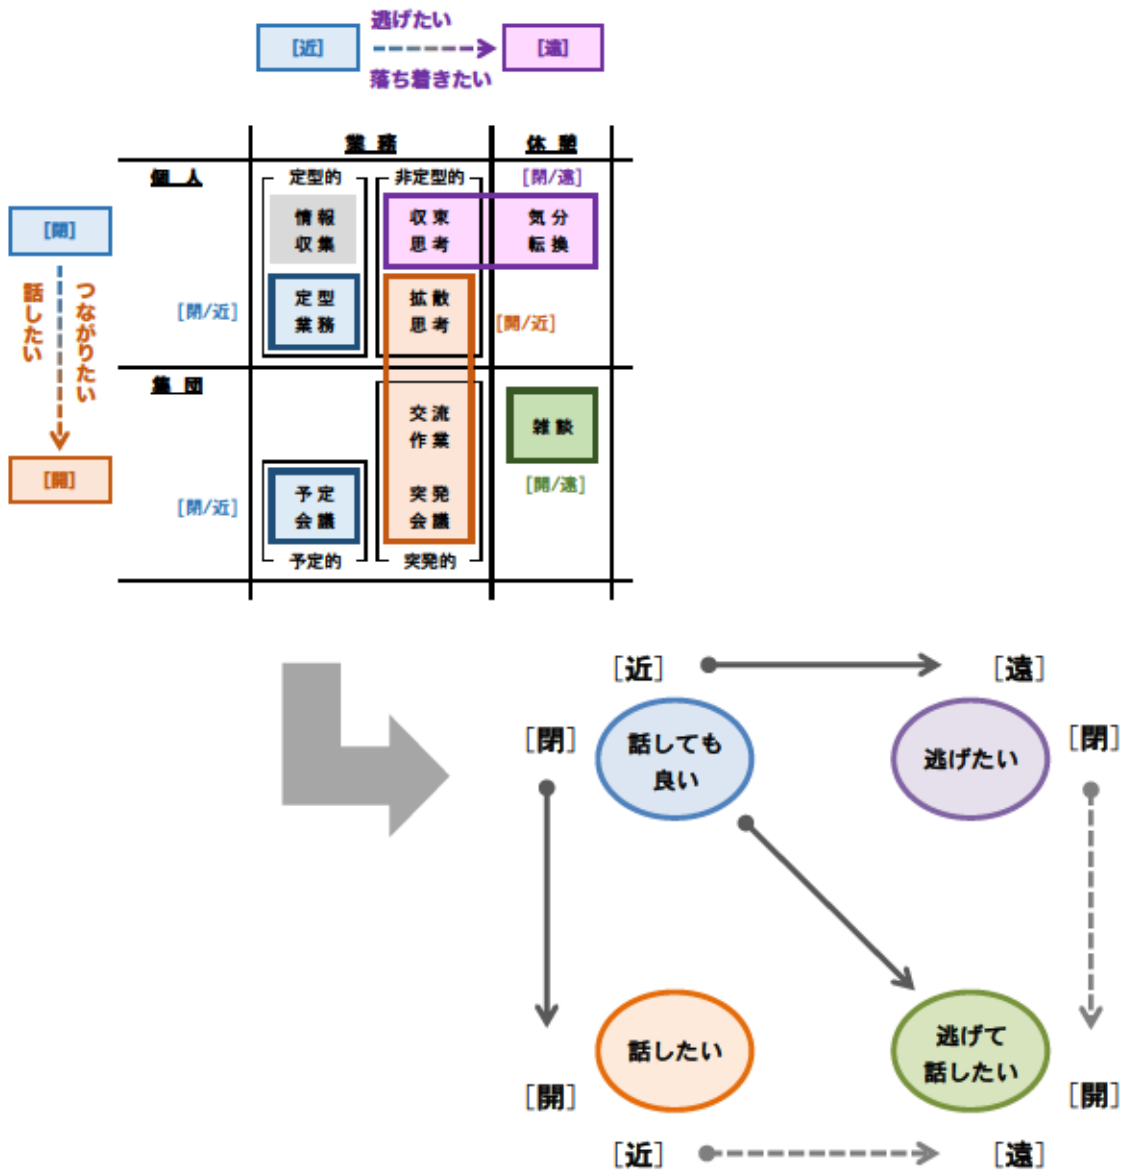 逃げたい
[近]
[遠]
落ち着きたい
業 務
休 憩
個 人
定型的
非定型的
[閉/遠]
[閉]
情 報
収 集
収 束
思 考
気 分
転 換
話したい
つながりたい
[閉/近]
定 型
業 務
拡 散
思 考
[開/近]
集 団
交 流
作 業
雑 談
[開]
[開/遠]
[閉/近]
予 定
会 議
突 発
会 議
予定的
突発的
[近]
[遠]
[閉]
話しても
良い
逃げたい
[閉]
話したい
逃げて
話したい
[開]
[開]
[近]
[遠]